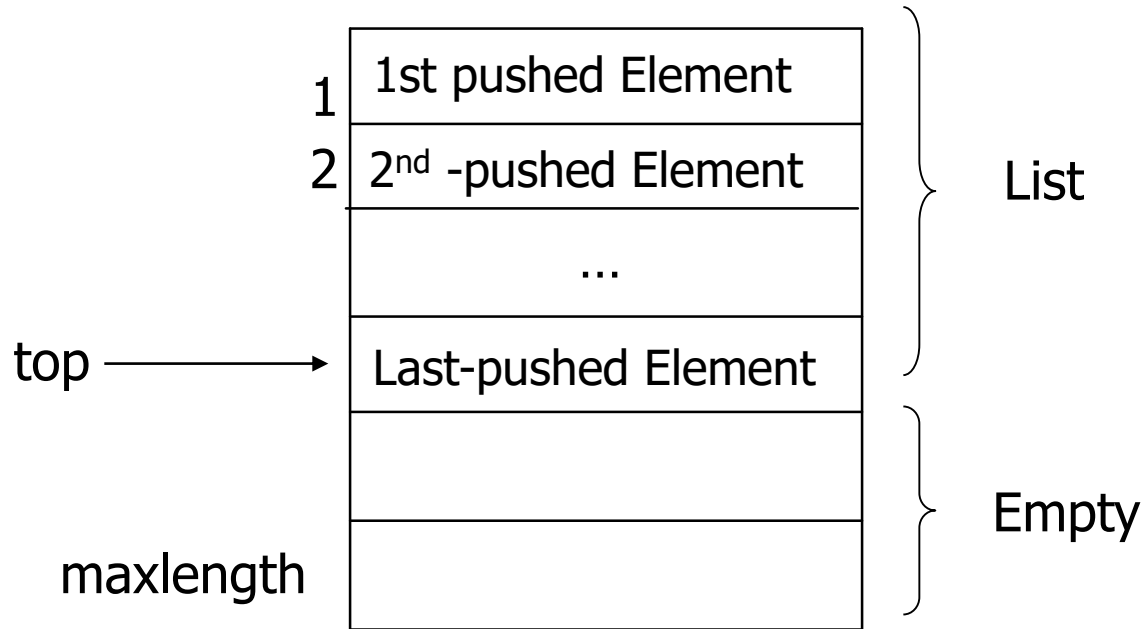 1 1st pushed Element
2 2nd -pushed Element
List
...
top Last-pushed Element
Empty
maxlength